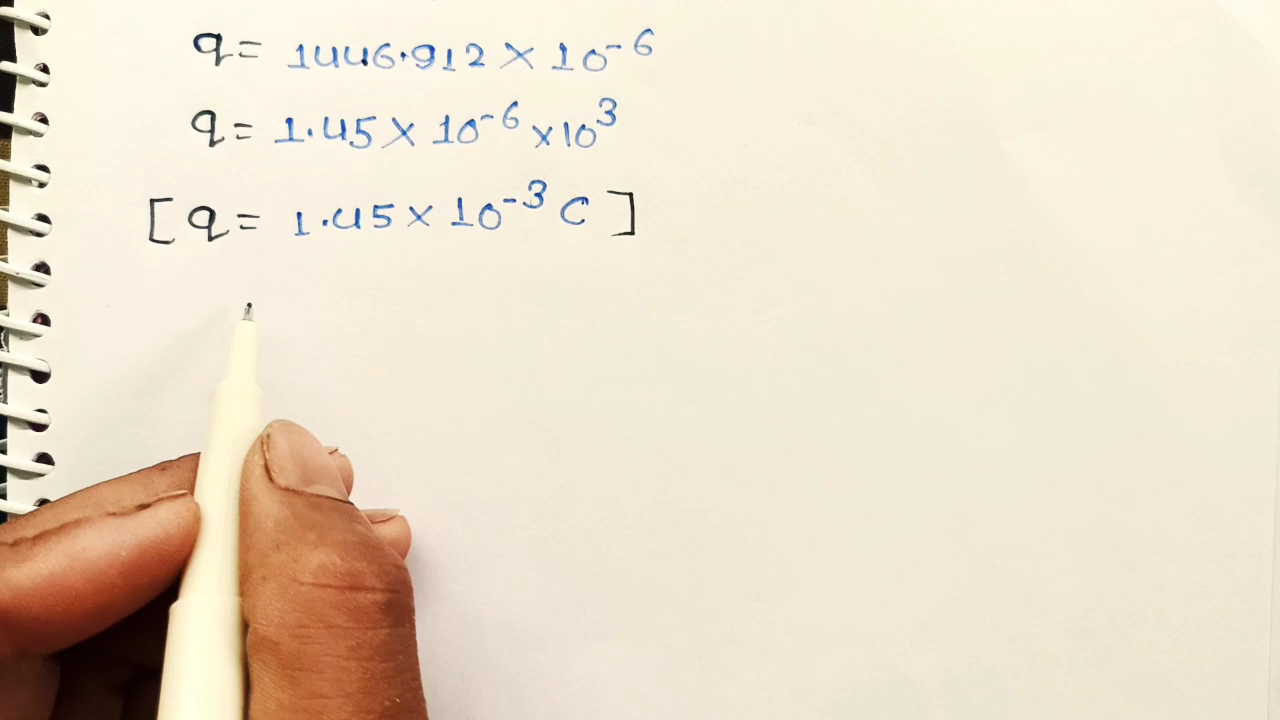 q = 1446.912 × 10⁻⁶
q = 1.45 × 10⁻⁶ × 10³
[ q = 1.45 × 10⁻³ C ]